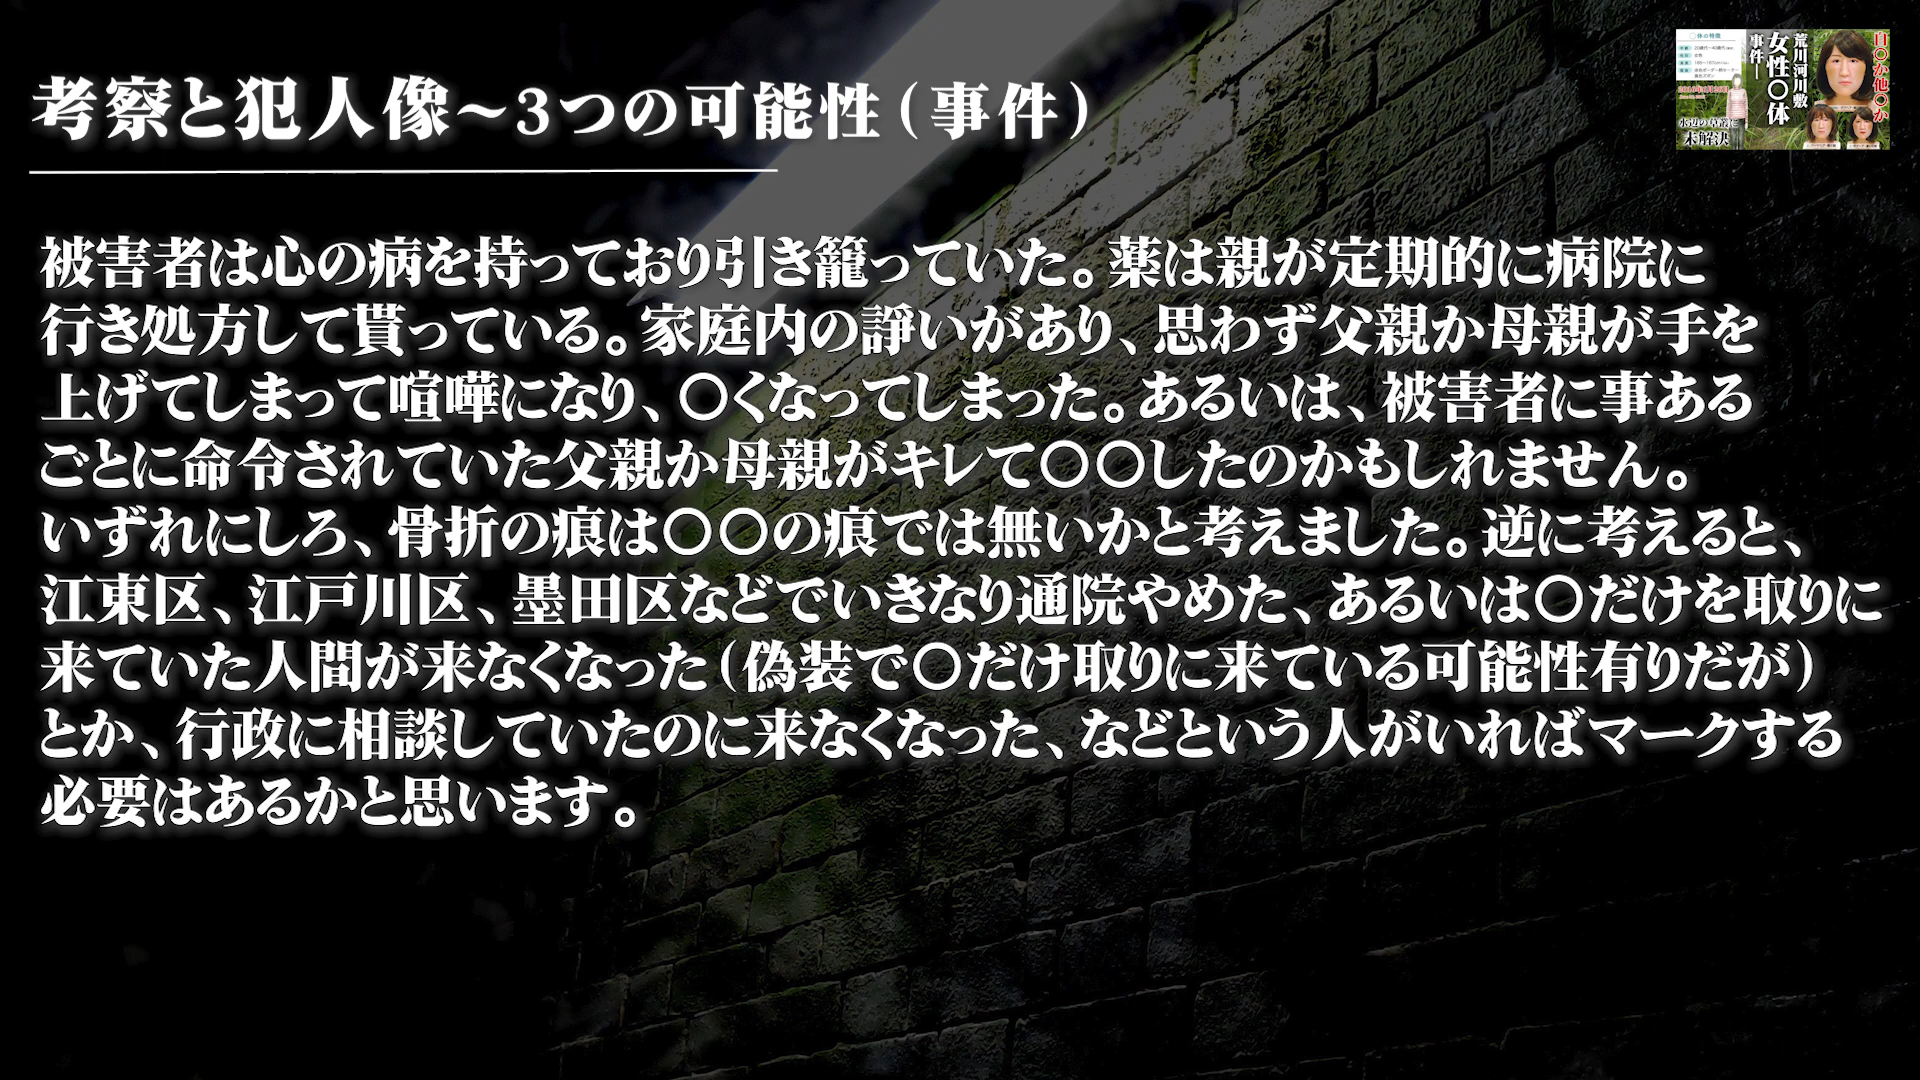 考察と犯人像～3つの可能性（事件）
被害者は心の病を持っており引き籠っていた。薬は親が定期的に病院に
行き処方して貰っている。家庭内の諍いがあり、思わず父親か母親が手を
上げてしまって喧嘩になり、〇くなってしまった。あるいは、被害者に事ある
ごとに命令されていた父親か母親がキレて〇〇したのかもしれません。
いずれにしろ、骨折の痕は〇〇の痕では無いかと考えました。逆に考えると、
江東区、江戸川区、墨田区などでいきなり通院やめた、あるいは〇だけを取りに
来ていた人間が来なくなった（偽装で〇だけ取りに来ている可能性有りだが）
とか、行政に相談していたのに来なくなった、などという人がいればマークする
必要はあるかと思います。
自〇か他〇か
荒川河川敷
女性〇体
事件
〇体の特徴
水辺の草叢に
未解決